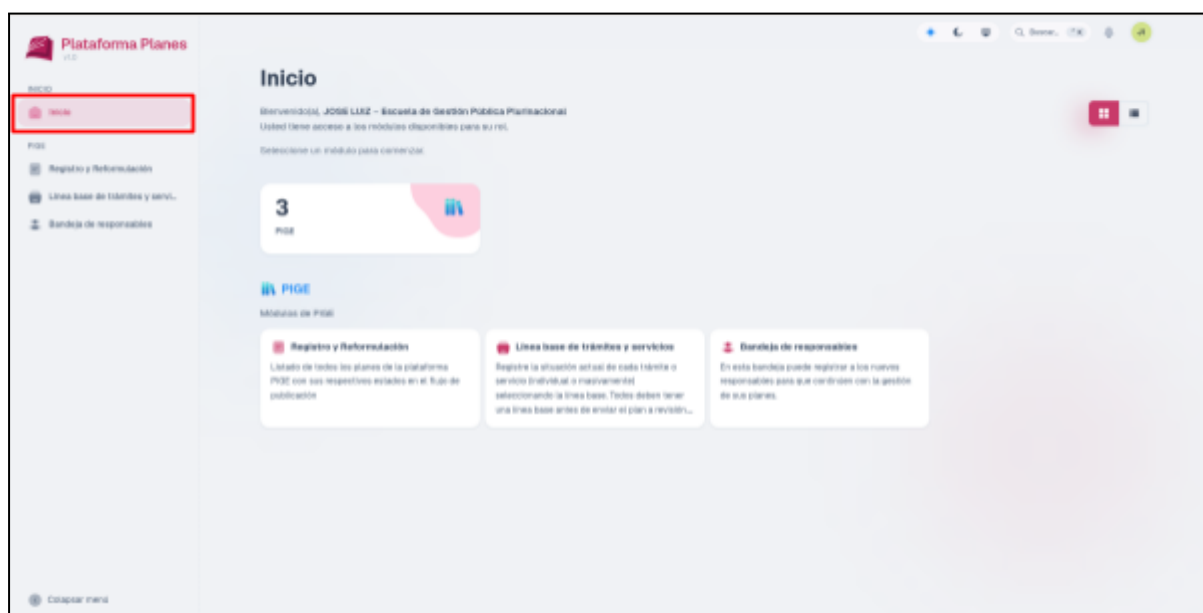 Plataforma Planes
v1.0
INICIO
Inicio
PIGE
Registro y Reformulación
Línea base de trámites y servi...
Bandeja de responsables
Colapsar menú
Buscar...
Inicio
Bienvenido(a), JOSE LUIZ – Escuela de Gestión Pública Plurinacional
Usted tiene acceso a los módulos disponibles para su rol.
Seleccione un módulo para comenzar.
3
PIGE
PIGE
Módulos de PIGE
Registro y Reformulación
Listado de todos los planes de la plataforma
PIGE con sus respectivos estados en el flujo de
publicación
Línea base de trámites y servicios
Registre la situación actual de cada trámite o
servicio (individual o masivamente)
seleccionando la línea base. Todos deben tener
una línea base antes de enviar el plan a revisión...
Bandeja de responsables
En esta bandeja puede registrar a los nuevos
responsables para que continúen con la gestión
de sus planes.